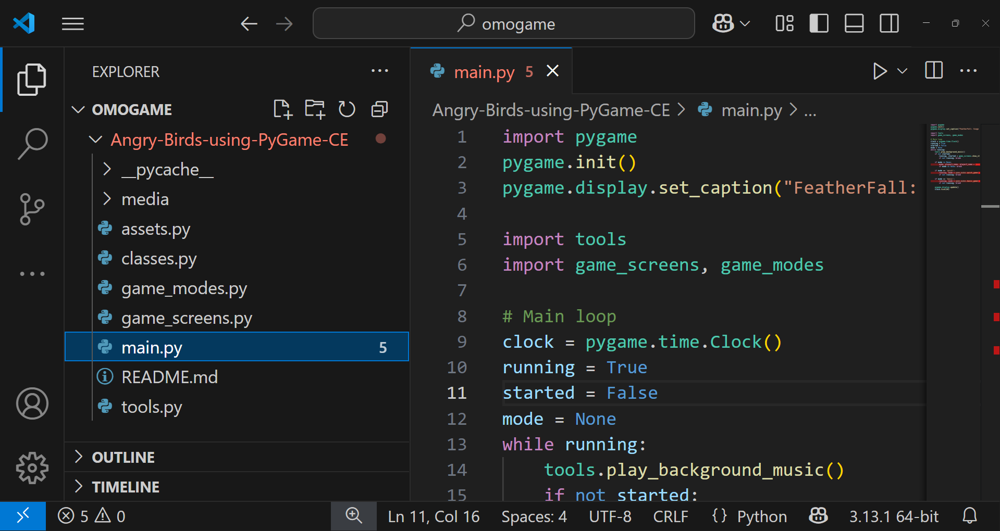 omogame
EXPLORER
OMOGAME
Angry-Birds-using-PyGame-CE
__pycache__
media
assets.py
classes.py
game_modes.py
game_screens.py
main.py 5
README.md
tools.py
OUTLINE
TIMELINE
main.py 5
Angry-Birds-using-PyGame-CE > main.py > ...
1 import pygame
2 pygame.init()
3 pygame.display.set_caption("FeatherFall:
4
5 import tools
6 import game_screens, game_modes
7
8 # Main loop
9 clock = pygame.time.Clock()
10 running = True
11 started = False
12 mode = None
13 while running:
14 tools.play_background_music()
15 if not started:
5 0
Ln 11, Col 16
Spaces: 4
UTF-8
CRLF
{} Python
3.13.1 64-bit